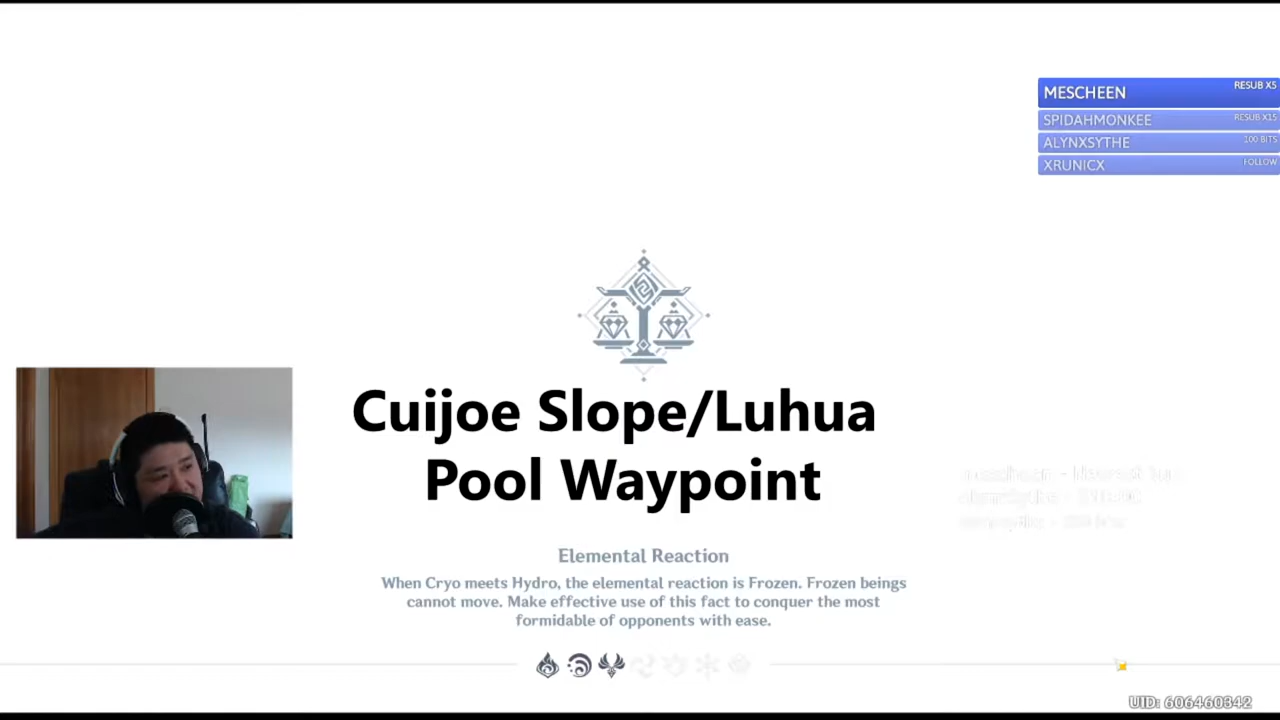 MESCHEEN RESUB X5
SPIDAHMONKEE RESUB X15
ALYNXSYTHE 100 BITS
XRUNICX FOLLOW
Cuijoe Slope/Luhua
Pool Waypoint
Elemental Reaction
When Cryo meets Hydro, the elemental reaction is Frozen. Frozen beings
cannot move. Make effective use of this fact to conquer the most
formidable of opponents with ease.
UID: 606460342